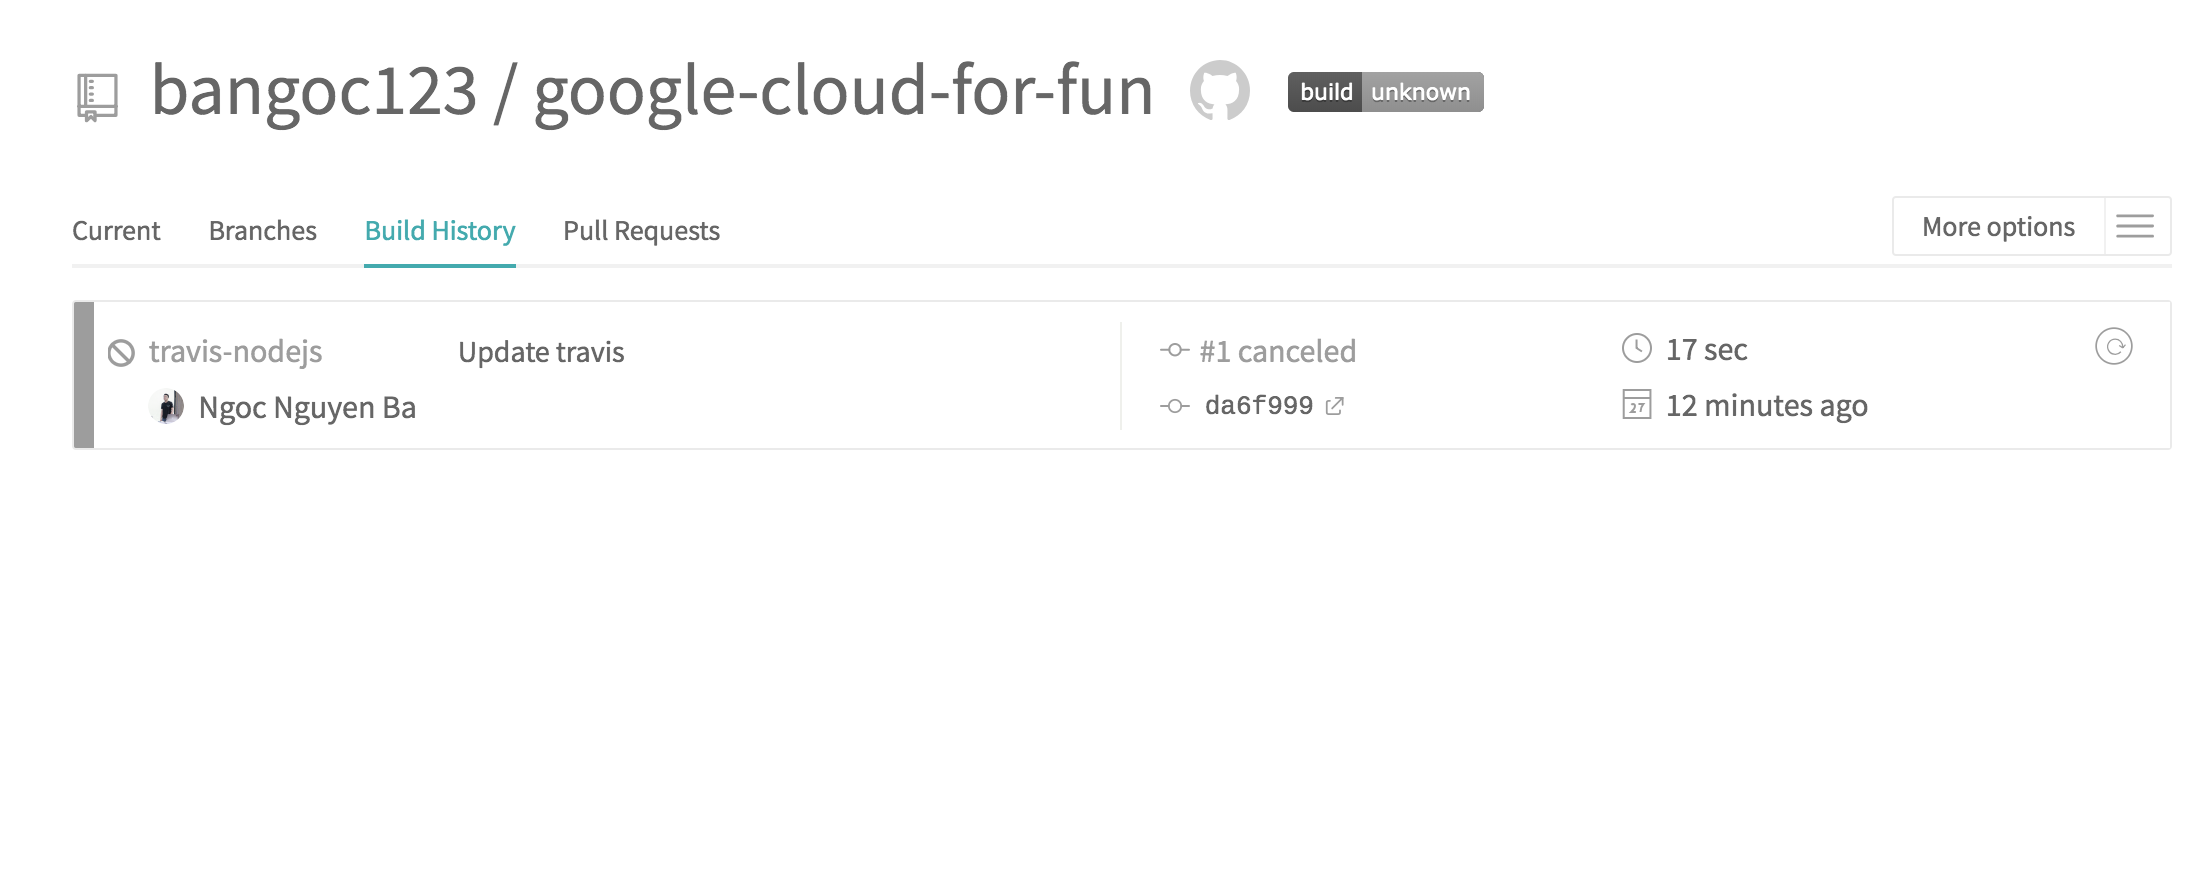 bangoc123 / google-cloud-for-fun build unknown
Current Branches Build History Pull Requests More options
travis-nodejs Update travis #1 canceled 17 sec
Ngoc Nguyen Ba da6f999 27 12 minutes ago